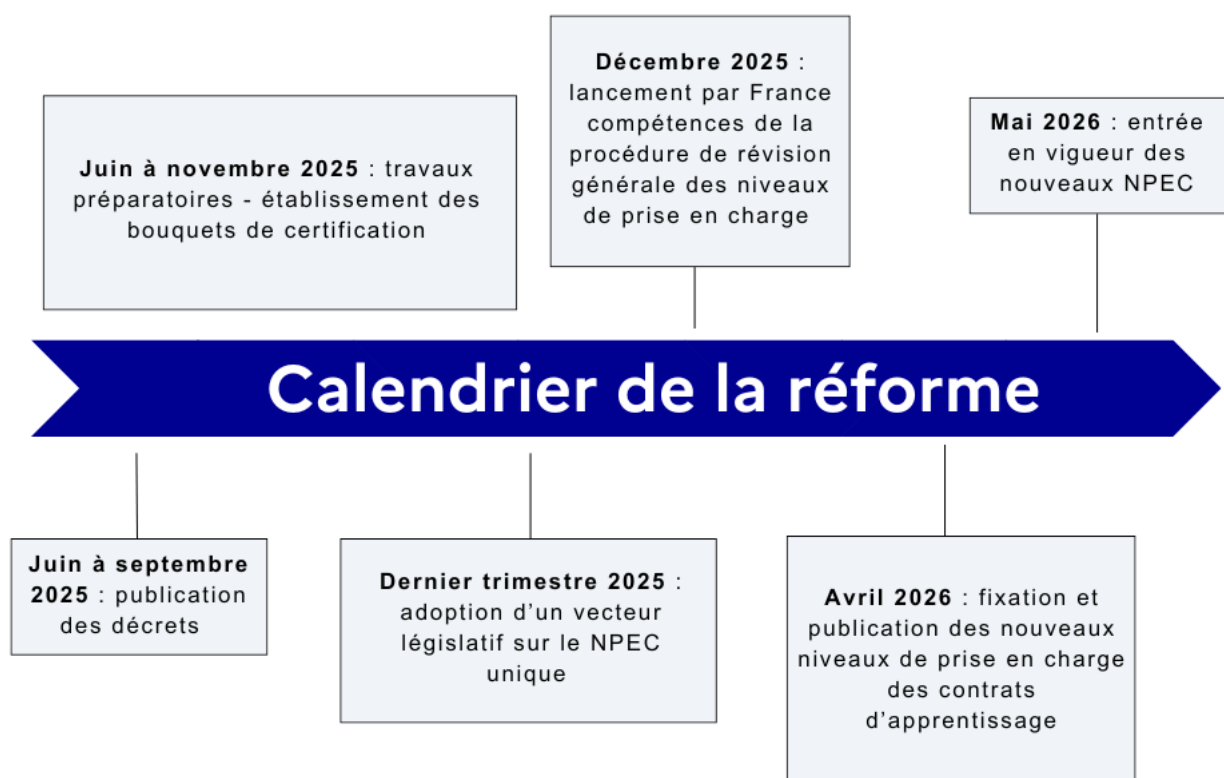 Décembre 2025 :
lancement par France
compétences de la
procédure de révision
générale des niveaux
de prise en charge
Juin à novembre 2025 : travaux
préparatoires - établissement des
bouquets de certification
Mai 2026 : entrée
en vigueur des
nouveaux NPEC
Calendrier de la réforme
Juin à septembre
2025 : publication
des décrets
Dernier trimestre 2025 :
adoption d’un vecteur
législatif sur le NPEC
unique
Avril 2026 : fixation et
publication des nouveaux
niveaux de prise en charge
des contrats
d’apprentissage